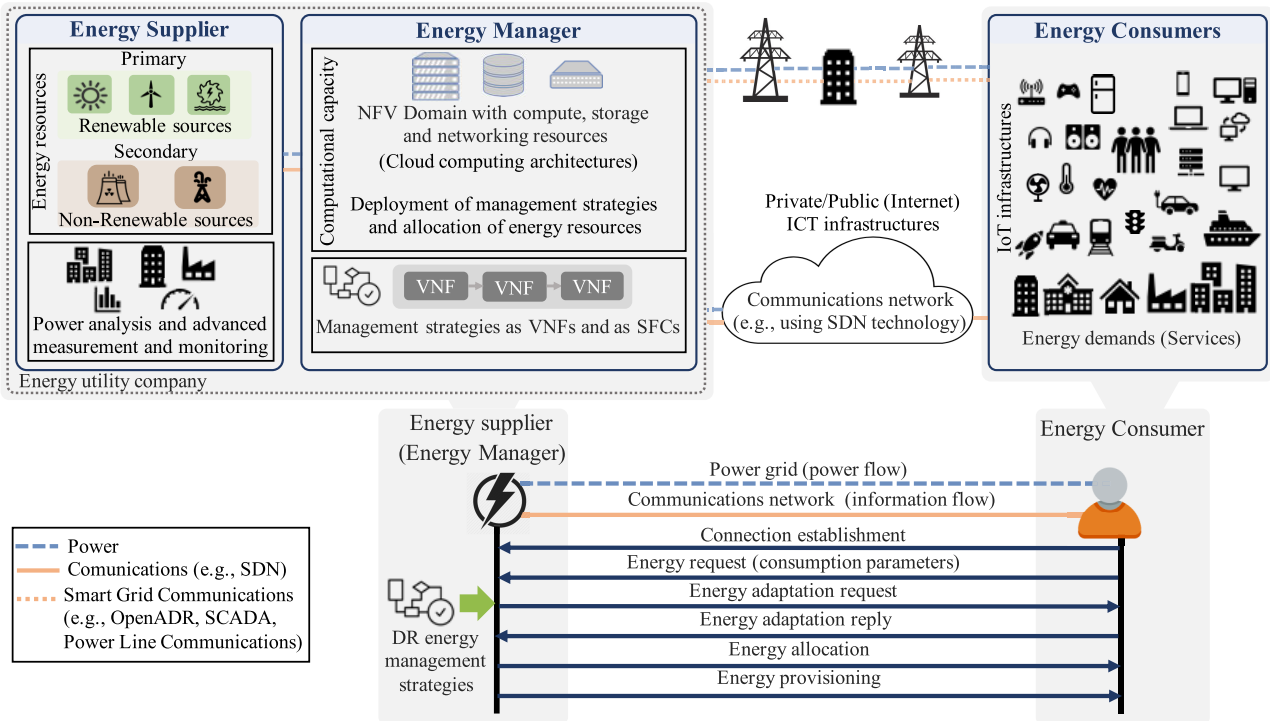 Energy Supplier
Primary
Renewable sources
Secondary
Non-Renewable sources
Energy resources
Power analysis and advanced
measurement and monitoring
Energy utility company
Energy Manager
Computational capacity
NFV Domain with compute, storage
and networking resources
(Cloud computing architectures)
Deployment of management strategies
and allocation of energy resources
VNF
VNF
VNF
Management strategies as VNFs and as SFCs
Private/Public (Internet)
ICT infrastructures
Communications network
(e.g., using SDN technology)
Energy Consumers
IoT infrastructures
Energy demands (Services)
Energy supplier
(Energy Manager)
Energy Consumer
Power grid (power flow)
Communications network (information flow)
Connection establishment
Energy request (consumption parameters)
Energy adaptation request
Energy adaptation reply
Energy allocation
Energy provisioning
DR energy
management
strategies
Power
Comunications (e.g., SDN)
Smart Grid Communications
(e.g., OpenADR, SCADA,
Power Line Communications)